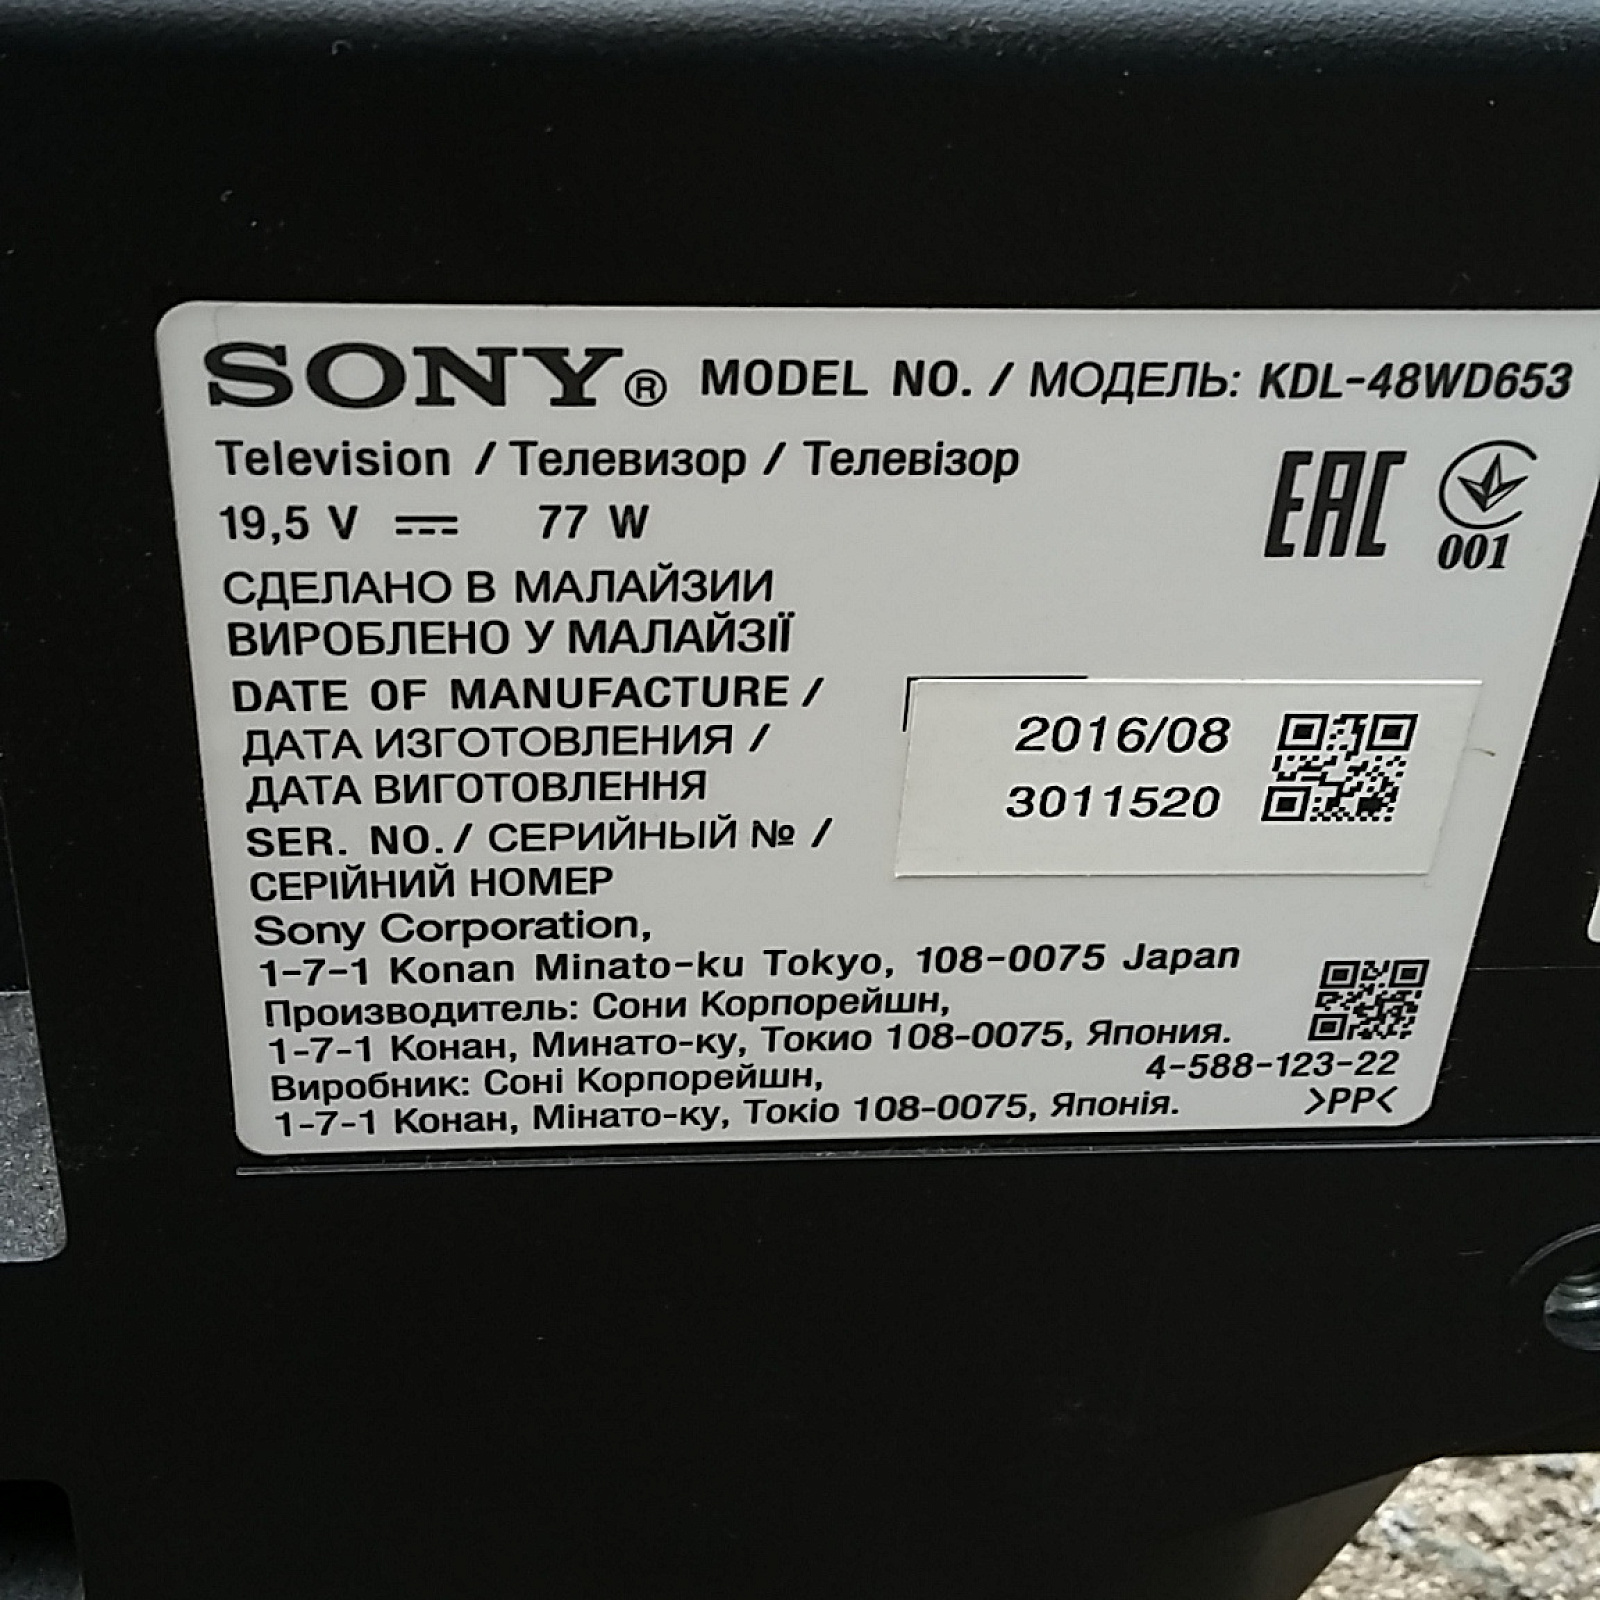 SONY® MODEL NO. / МОДЕЛЬ: KDL-48WD653
Television / Телевизор / Телевізор
19,5 V ⎓ 77 W
EAC
001
СДЕЛАНО В МАЛАЙЗИИ
ВИРОБЛЕНО У МАЛАЙЗІЇ
DATE OF MANUFACTURE /
ДАТА ИЗГОТОВЛЕНИЯ /
ДАТА ВИГОТОВЛЕННЯ
2016/08
3011520
SER. NO. / СЕРИЙНЫЙ № /
СЕРІЙНИЙ НОМЕР
Sony Corporation,
1-7-1 Konan Minato-ku Tokyo, 108-0075 Japan
Производитель: Сони Корпорейшн,
1-7-1 Конан, Минато-ку, Токио 108-0075, Япония.
Виробник: Соні Корпорейшн,
1-7-1 Конан, Мінато-ку, Токіо 108-0075, Японія.
4-588-123-22
>PP<